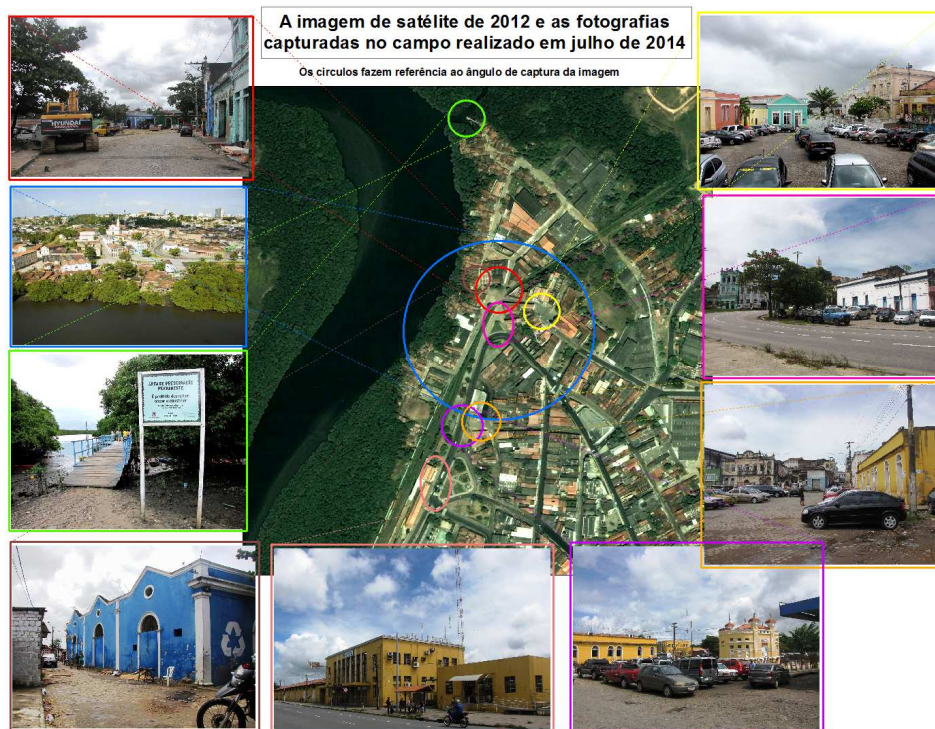 A imagem de satélite de 2012 e as fotografias
capturadas no campo realizado em julho de 2014
Os circulos fazem referência ao ângulo de captura da imagem
HYUNDAI
ÁREA DE PRESERVAÇÃO
PERMANENTE